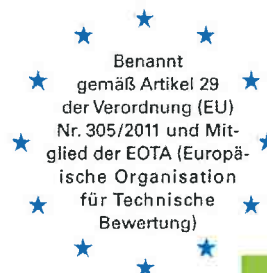 Benannt
gemäß Artikel 29
der Verordnung (EU)
Nr. 305/2011 und Mit-
glied der EOTA (Europä-
ische Organisation
für Technische
Bewertung)